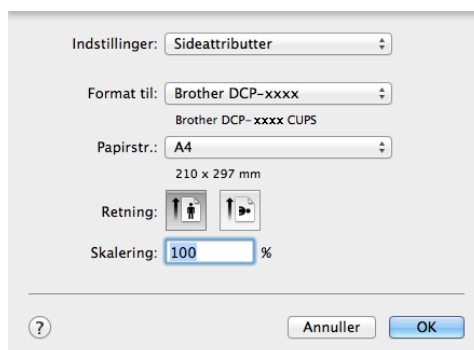 Indstillinger: Sideattributter
Format til: Brother DCP-xxxx
Brother DCP-xxxx CUPS
Papirstr.: A4
210 x 297 mm
Retning:
Skalering: 100 %
? Annuller OK